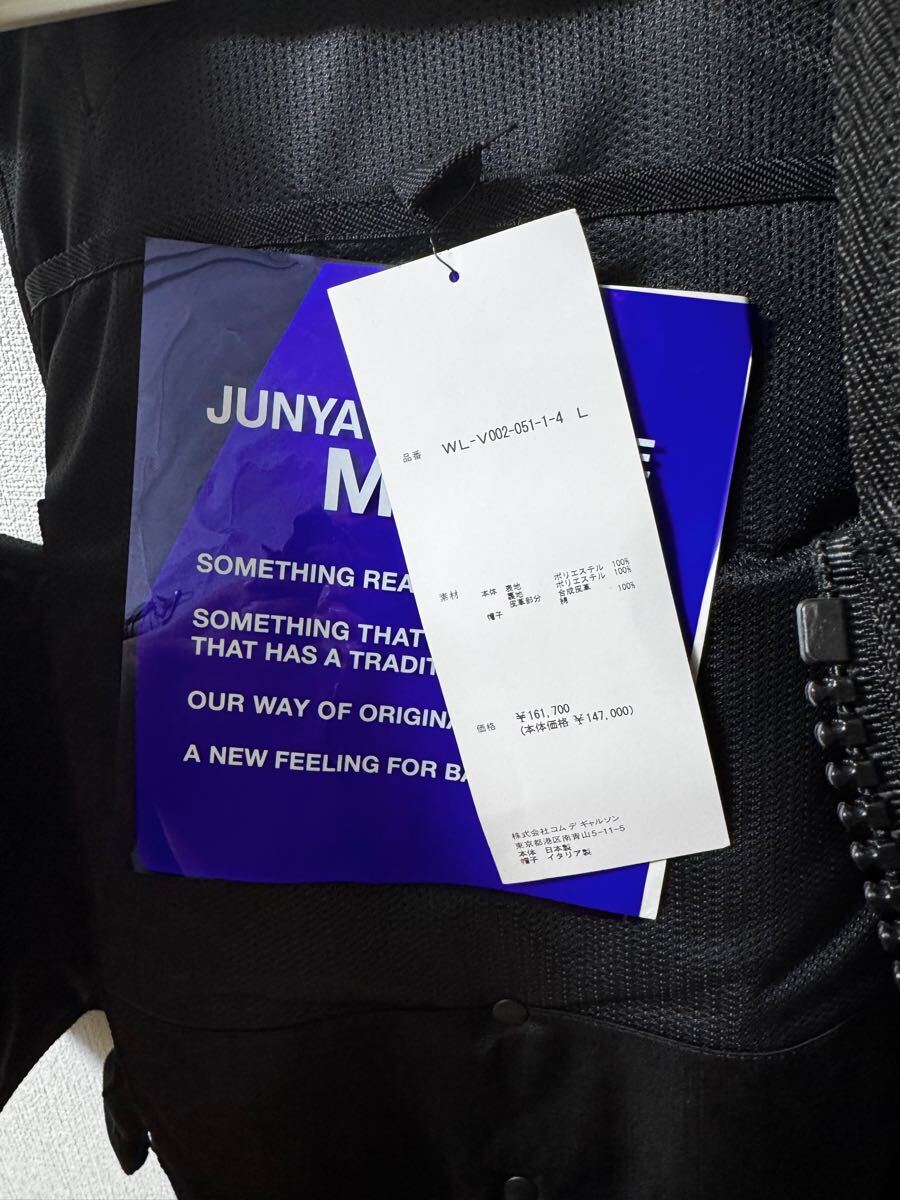 JUNYA
M
SOMETHING REA
SOMETHING THAT
THAT HAS A TRADIT
OUR WAY OF ORIGINA
A NEW FEELING FOR BA
品番 WL-V002-051-1-4 L
素材 本体 表地 ポリエステル 100%
裏地 ポリエステル 100%
皮革部分 合成皮革
帽子 綿 100%
価格 ¥161,700
(本体価格 ¥147,000)
株式会社コム デ ギャルソン
東京都港区南青山5-11-5
本体 日本製
帽子 イタリア製